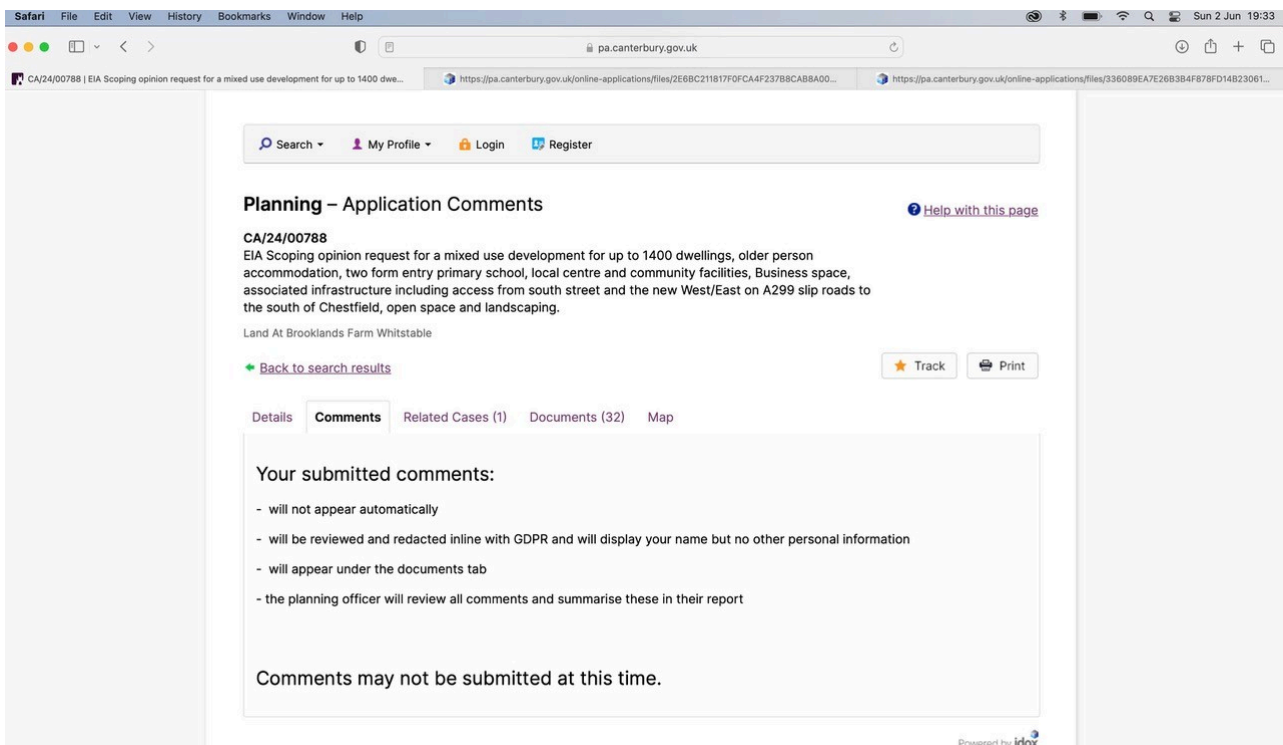 Safari File Edit View History Bookmarks Window Help Sun 2 Jun 19:33
pa.canterbury.gov.uk
CA/24/00788 | EIA Scoping opinion request for a mixed use development for up to 1400 dwe... https://pa.canterbury.gov.uk/online-applications/files/2E6BC211817F0FCA4F237B8CAB8A00... https://pa.canterbury.gov.uk/online-applications/files/336089EA7E26B3B4F878FD14B23061...
Search My Profile Login Register
Planning – Application Comments
Help with this page
CA/24/00788
EIA Scoping opinion request for a mixed use development for up to 1400 dwellings, older person
accommodation, two form entry primary school, local centre and community facilities, Business space,
associated infrastructure including access from south street and the new West/East on A299 slip roads to
the south of Chestfield, open space and landscaping.
Land At Brooklands Farm Whitstable
Back to search results Track Print
Details Comments Related Cases (1) Documents (32) Map
Your submitted comments:
- will not appear automatically
- will be reviewed and redacted inline with GDPR and will display your name but no other personal information
- will appear under the documents tab
- the planning officer will review all comments and summarise these in their report
Comments may not be submitted at this time.
Powered by idox